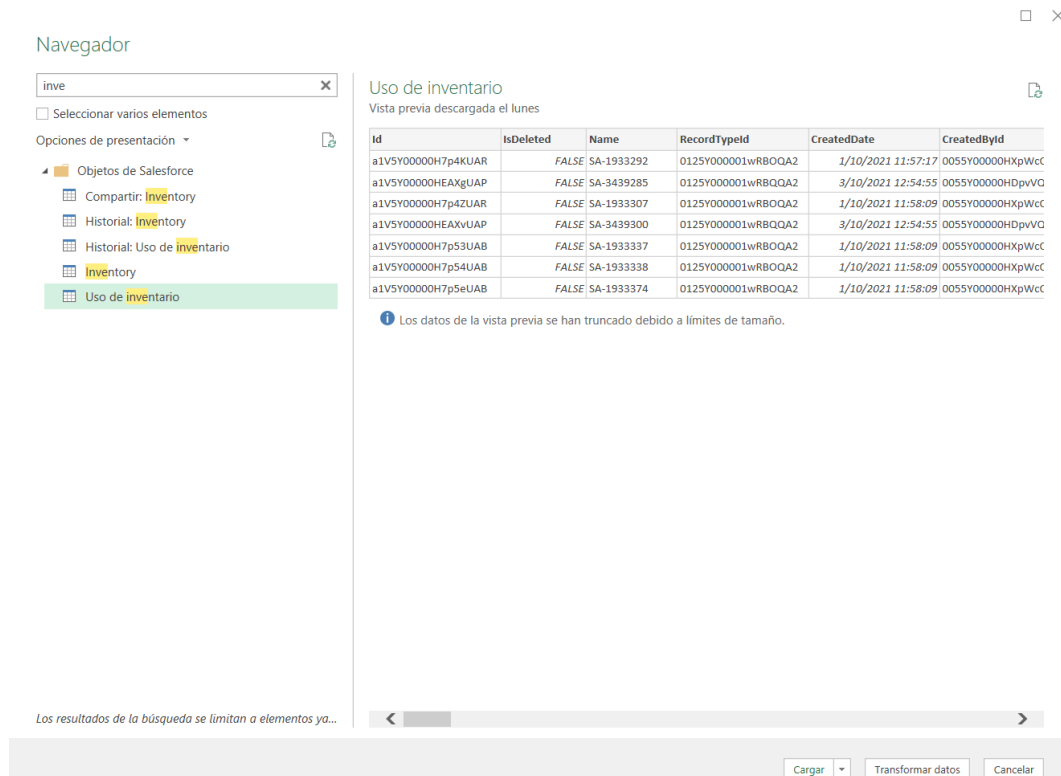 Navegador
inve
Seleccionar varios elementos
Opciones de presentación
Objetos de Salesforce
Compartir: Inventory
Historial: Inventory
Historial: Uso de inventario
Inventory
Uso de inventario
Los resultados de la búsqueda se limitan a elementos ya...
Uso de inventario
Vista previa descargada el lunes
Id IsDeleted Name RecordTypeId CreatedDate CreatedById
a1V5Y00000H7p4KUAR FALSE SA-1933292 0125Y000001wRBOQA2 1/10/2021 11:57:17 0055Y00000HXpWcC
a1V5Y00000HEAXgUAP FALSE SA-3439285 0125Y000001wRBQQA2 3/10/2021 12:54:55 0055Y00000HDpvVQ
a1V5Y00000H7p4ZUAR FALSE SA-1933307 0125Y000001wRBOQA2 1/10/2021 11:58:09 0055Y00000HXpWcC
a1V5Y00000HEAXvUAP FALSE SA-3439300 0125Y000001wRBQQA2 3/10/2021 12:54:55 0055Y00000HDpvVQ
a1V5Y00000H7p53UAB FALSE SA-1933337 0125Y000001wRBOQA2 1/10/2021 11:58:09 0055Y00000HXpWcC
a1V5Y00000H7p54UAB FALSE SA-1933338 0125Y000001wRBOQA2 1/10/2021 11:58:09 0055Y00000HXpWcC
a1V5Y00000H7p5eUAB FALSE SA-1933374 0125Y000001wRBOQA2 1/10/2021 11:58:09 0055Y00000HXpWcC
Los datos de la vista previa se han truncado debido a límites de tamaño.
Cargar Transformar datos Cancelar